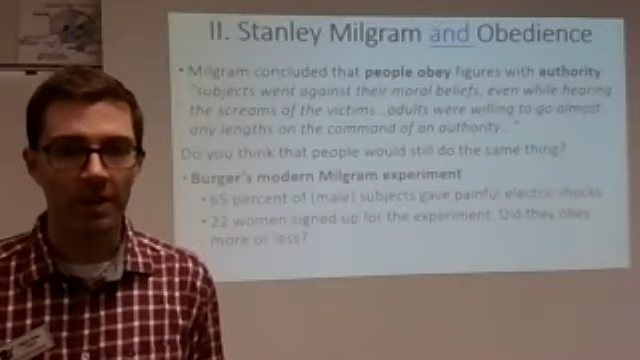 II. Stanley Milgram and Obedience
• Milgram concluded that people obey figures with authority
"subjects went against their moral beliefs, even while hearing
the screams of the victims…adults were willing to go almost
any lengths on the command of an authority…"
Do you think that people would still do the same thing?
• Burger's modern Milgram experiment
• 65 percent of (male) subjects gave painful electric shocks
• 22 women signed up for the experiment. Did they obey
more or less?